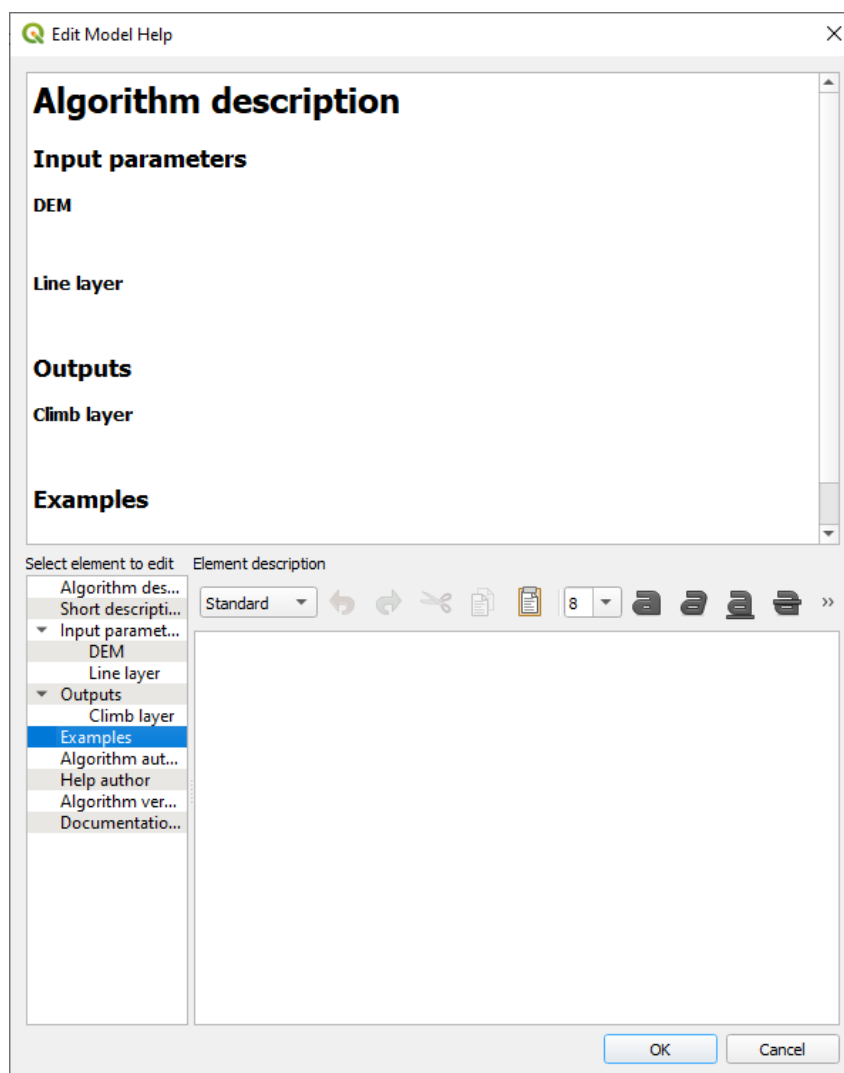 Edit Model Help
Algorithm description
Input parameters
DEM
Line layer
Outputs
Climb layer
Examples
Select element to edit Element description
Algorithm des...
Short descripti...
Input paramet...
DEM
Line layer
Outputs
Climb layer
Examples
Algorithm aut...
Help author
Algorithm ver...
Documentatio...
Standard 8 a a a a »
OK Cancel